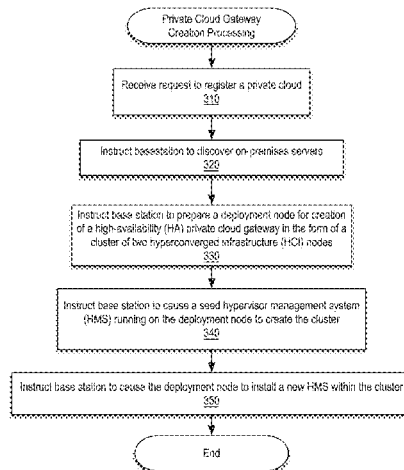 Private Cloud Gateway
Creation Processing
Receive request to register a private cloud
310
Instruct basestation to discover on-premises servers
320
Instruct base station to prepare a deployment node for creation
of a high-availability (HA) private cloud gateway in the form of a
cluster of two hyperconverged infrastructure (HCI) nodes
330
Instruct base station to cause a seed hypervisor management system
(HMS) running on the deployment node to create the cluster
340
Instruct base station to cause the deployment node to install a new HMS within the cluster
350
End